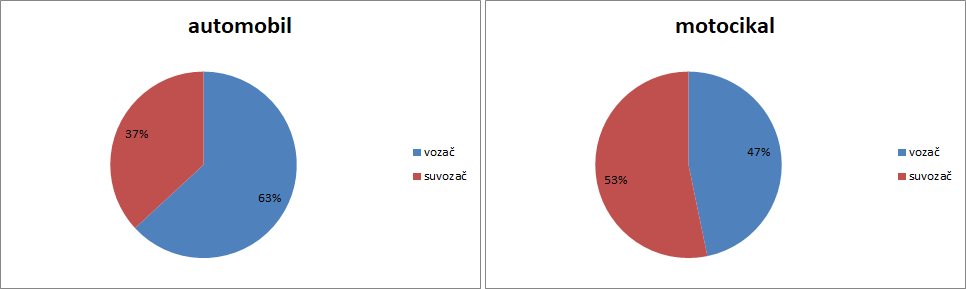 automobil
37%
63%
vozač
suvozač
motocikal
47%
53%
vozač
suvozač